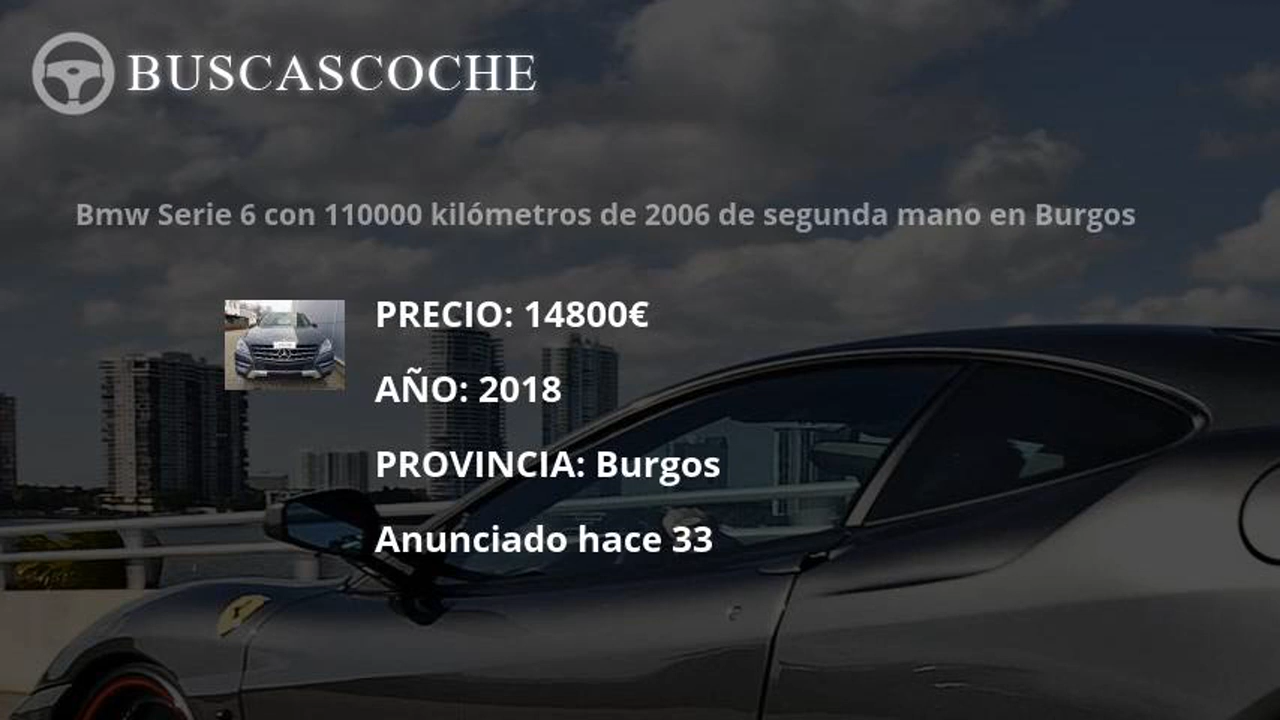 BUSCASCOCHE
Bmw Serie 6 con 110000 kilómetros de 2006 de segunda mano en Burgos
PRECIO: 14800€
AÑO: 2018
PROVINCIA: Burgos
Anunciado hace 33